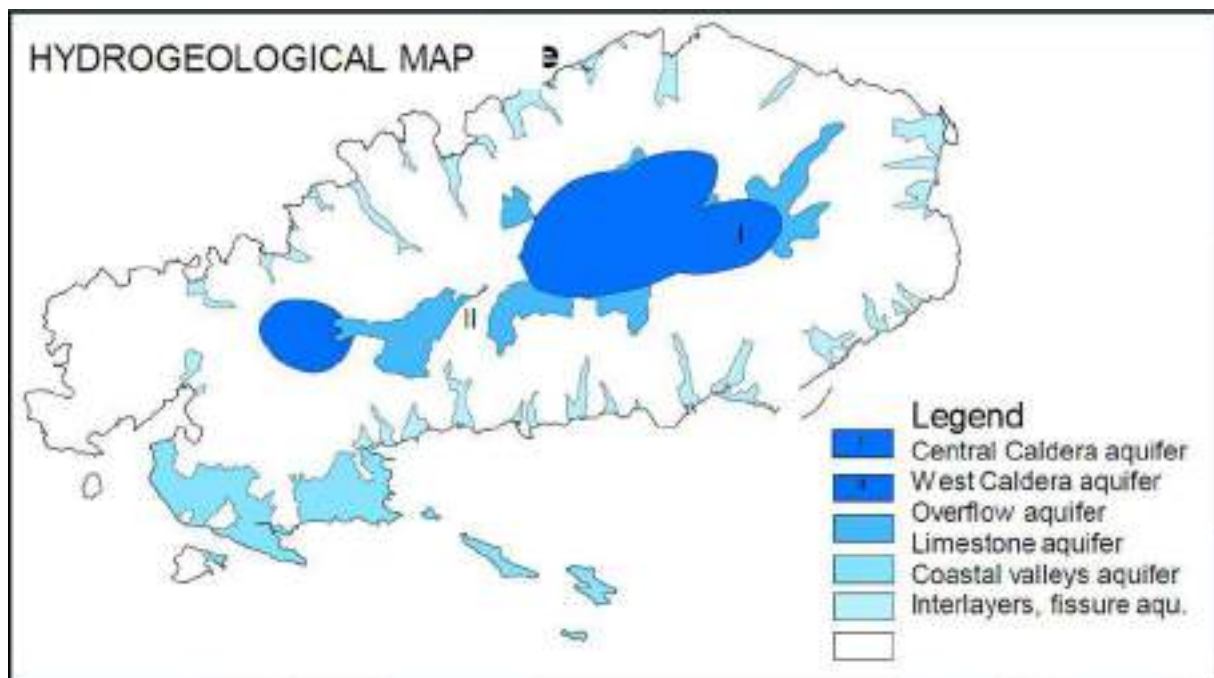 HYDROGEOLOGICAL MAP e
I
II
Legend
I
Central Caldera aquifer
II
West Caldera aquifer
Overflow aquifer
Limestone aquifer
Coastal valleys aquifer
Interlayers, fissure aqu.